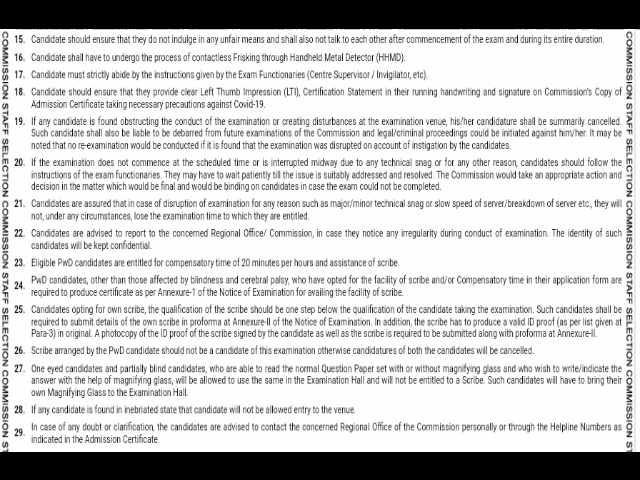 15. Candidate should ensure that they do not indulge in any unfair means and shall also not talk to each other after commencement of the exam and during its entire duration.
16. Candidate shall have to undergo the process of contactless Frisking through Handheld Metal Detector (HHMD).
17. Candidate must strictly abide by the instructions given by the Exam Functionaries (Centre Supervisor / Invigilator, etc).
18. Candidate should ensure that they provide clear Left Thumb Impression (LTI), Certification Statement in their running handwriting and signature on Commission's Copy of
Admission Certificate taking necessary precautions against Covid-19.
19. If any candidate is found obstructing the conduct of the examination or creating disturbances at the examination venue, his/her candidature shall be summarily cancelled.
Such candidate shall also be liable to be debarred from future examinations of the Commission and legal/criminal proceedings could be initiated against him/her. It may be
noted that no re-examination would be conducted if it is found that the examination was disrupted on account of instigation by the candidates.
20. If the examination does not commence at the scheduled time or is interrupted midway due to any technical snag or for any other reason, candidates should follow the
instructions of the exam functionaries. They may have to wait patiently till the issue is suitably addressed and resolved. The Commission would take an appropriate action and
decision in the matter which would be final and would be binding on candidates in case the exam could not be completed.
21. Candidates are assured that in case of disruption of examination for any reason such as major/minor technical snag or slow speed of server/breakdown of server etc., they will
not, under any circumstances, lose the examination time to which they are entitled.
22. Candidates are advised to report to the concerned Regional Office/ Commission, in case they notice any irregularity during conduct of examination. The identity of such
candidates will be kept confidential.
23. Eligible PwD candidates are entitled for compensatory time of 20 minutes per hours and assistance of scribe.
24. PwD candidates, other than those affected by blindness and cerebral palsy, who have opted for the facility of scribe and/or Compensatory time in their application form are
required to produce certificate as per Annexure-1 of the Notice of Examination for availing the facility of scribe.
25. Candidates opting for own scribe, the qualification of the scribe should be one step below the qualification of the candidate taking the examination. Such candidates shall be
required to submit details of the own scribe in proforma at Annexure-II of the Notice of Examination. In addition, the scribe has to produce a valid ID proof (as per list given at
Para-3) in original. A photocopy of the ID proof of the scribe signed by the candidate as well as the scribe is required to be submitted along with proforma at Annexure-II.
26. Scribe arranged by the PwD candidate should not be a candidate of this examination otherwise candidatures of both the candidates will be cancelled.
27. One eyed candidates and partially blind candidates, who are able to read the normal Question Paper set with or without magnifying glass and who wish to write/indicate the
answer with the help of magnifying glass, will be allowed to use the same in the Examination Hall and will not be entitled to a Scribe. Such candidates will have to bring their
own Magnifying Glass to the Examination Hall.
28. If any candidate is found in inebriated state that candidate will not be allowed entry to the venue.
29. In case of any doubt or clarification, the candidates are advised to contact the concerned Regional Office of the Commission personally or through the Helpline Numbers as
indicated in the Admission Certificate.
COMMISSION STAFF SELECTION COMMISSION STAFF SELECTION COMMISSION STAFF SELECTION COMMISSION ST
COMMISSION STAFF SELECTION COMMISSION STAFF SELECTION COMMISSION STAFF SELECTION COMMISSION ST